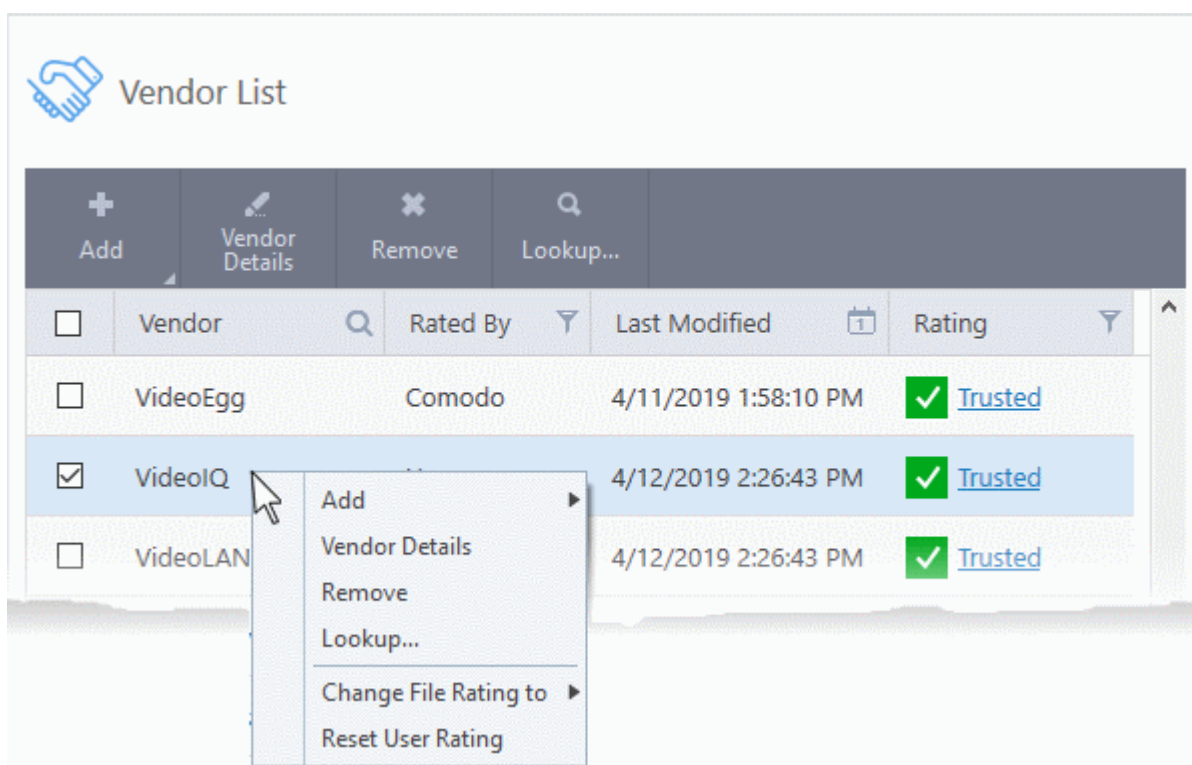 Vendor List
Add
Vendor
Details
Remove
Lookup...
Vendor
Rated By
1
Last Modified
Rating
VideoEgg
Comodo
4/11/2019 1:58:10 PM
Trusted
VideoIQ
4/12/2019 2:26:43 PM
Trusted
VideoLAN
4/12/2019 2:26:43 PM
Trusted
Add
Vendor Details
Remove
Lookup...
Change File Rating to
Reset User Rating